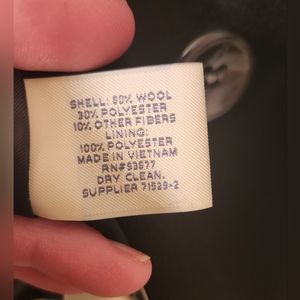 SHELL: 60% WOOL
30% POLYESTER
10% OTHER FIBERS
LINING:
100% POLYESTER
MADE IN VIETNAM
RN#93677
DRY CLEAN.
SUPPLIER 71539-2